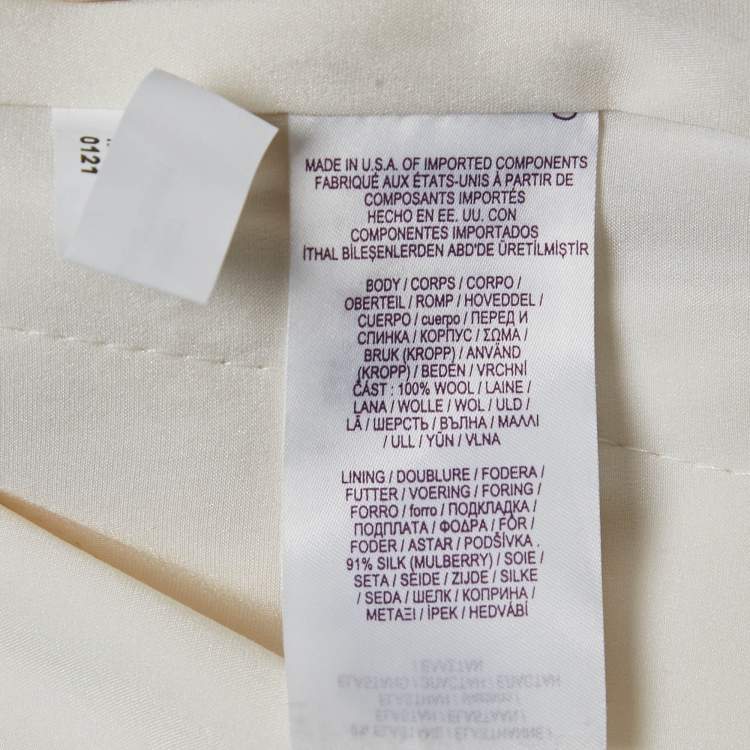 0121
MADE IN U.S.A. OF IMPORTED COMPONENTS
FABRIQUÉ AUX ÉTATS-UNIS À PARTIR DE
COMPOSANTS IMPORTÉS
HECHO EN EE. UU. CON
COMPONENTES IMPORTADOS
İTHAL BİLEŞENLERDEN ABD'DE ÜRETİLMİŞTİR
BODY / CORPS / CORPO /
OBERTEIL / ROMP / HOVEDDEL /
CUERPO / cuerpo / ПЕРЕД И
СПИНКА / КОРПУС / ΣΩΜΑ /
BRUK (KROPP) / ANVÄND
(KROPP) / BEDEN / VRCHNÍ
ČÁST : 100% WOOL / LAINE /
LANA / WOLLE / WOL / ULD /
LÃ / ШЕРСТЬ / ВЪЛНА / ΜΑΛΛΙ
/ ULL / YÜN / VLNA
LINING / DOUBLURE / FODERA /
FUTTER / VOERING / FORING /
FORRO / forro / ПОДКЛАДКА /
ПОДПЛАТА / ΦΟΔΡΑ / FÔR /
FODER / ASTAR / PODŠÍVKA :
91% SILK (MULBERRY) / SOIE /
SETA / SEIDE / ZIJDE / SILKE
/ SEDA / ШЕЛК / КОПРИНА /
ΜΕΤΑΞΙ / İPEK / HEDVÁBÍ